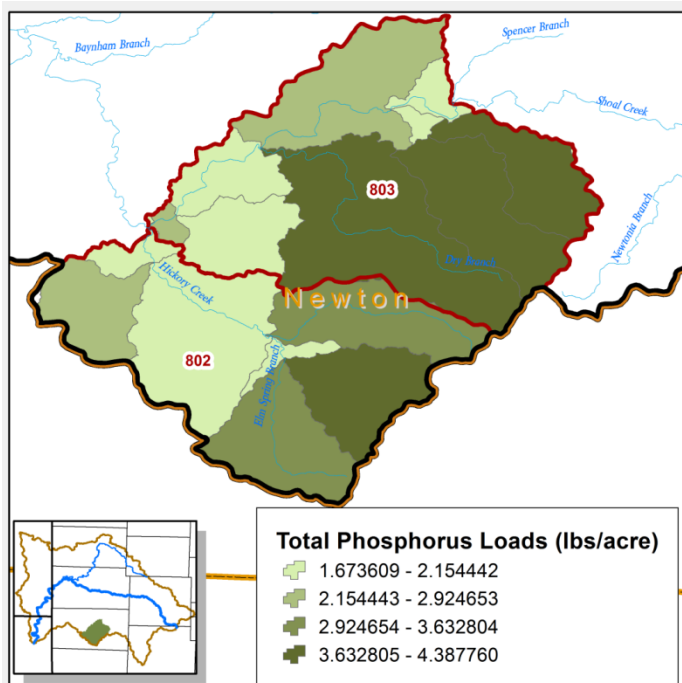 Spencer Branch
Baynham Branch
Shoal Creek
803
Newtonia Branch
Dry Branch
Hickory Creek
Newton
802
Elm Spring Branch
Total Phosphorus Loads (lbs/acre)
1.673609 - 2.154442
2.154443 - 2.924653
2.924654 - 3.632804
3.632805 - 4.387760